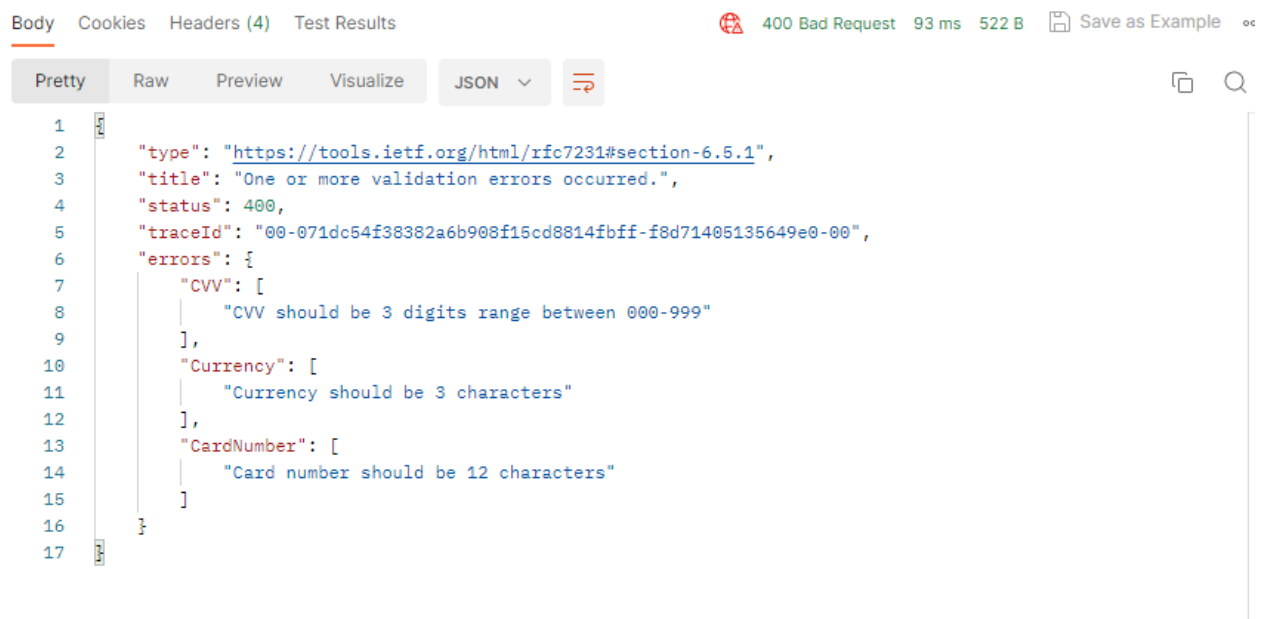 Body Cookies Headers (4) Test Results 400 Bad Request 93 ms 522 B Save as Example
Pretty Raw Preview Visualize JSON
1 {
2 "type": "https://tools.ietf.org/html/rfc7231#section-6.5.1",
3 "title": "One or more validation errors occurred.",
4 "status": 400,
5 "traceId": "00-071dc54f38382a6b908f15cd8814fbff-f8d71405135649e0-00",
6 "errors": {
7 "CVV": [
8 "CVV should be 3 digits range between 000-999"
9 ],
10 "Currency": [
11 "Currency should be 3 characters"
12 ],
13 "CardNumber": [
14 "Card number should be 12 characters"
15 ]
16 }
17 }